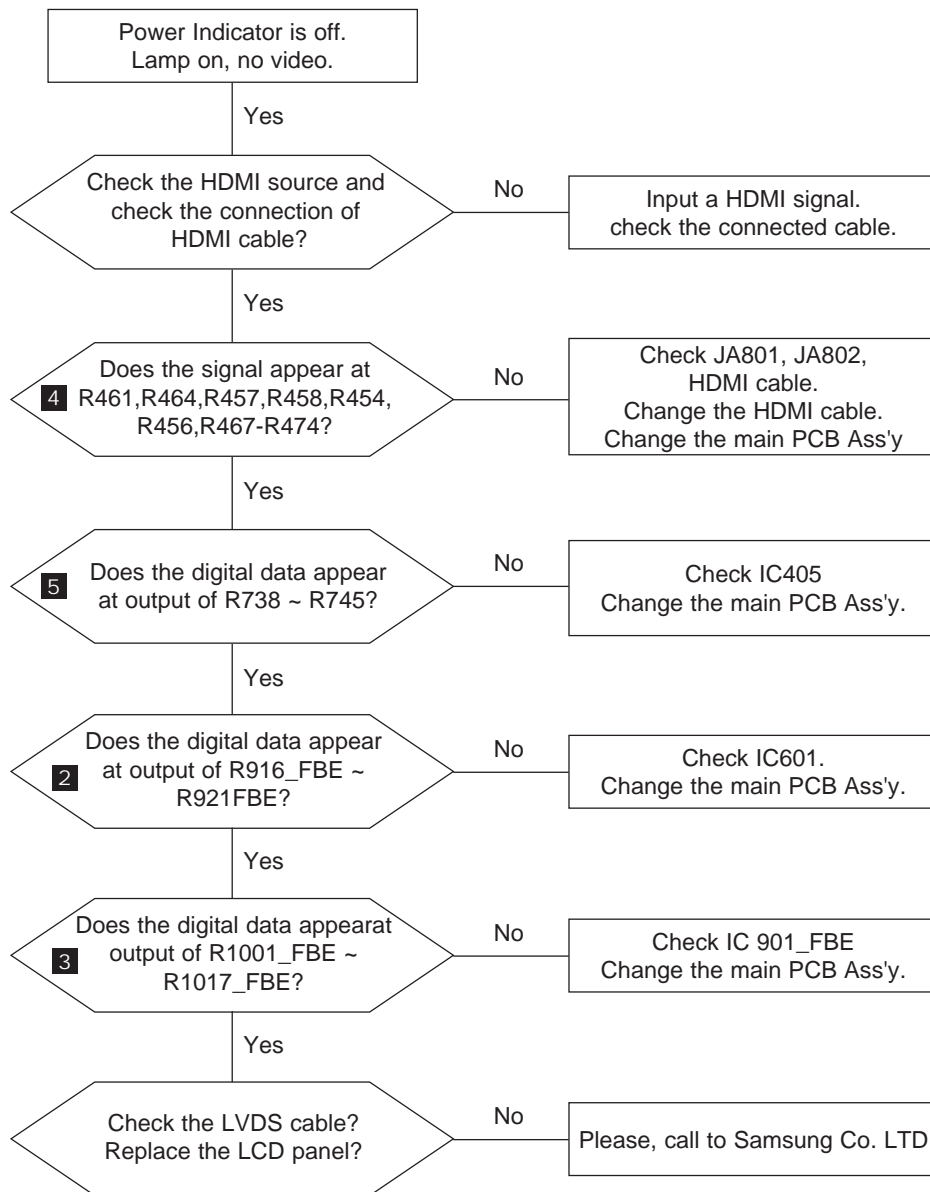 Power Indicator is off.
Lamp on, no video.
Yes
Check the HDMI source and
check the connection of
HDMI cable?
No
Input a HDMI signal.
check the connected cable.
Yes
4
Does the signal appear at
R461,R464,R457,R458,R454,
R456,R467-R474?
No
Check JA801, JA802,
HDMI cable.
Change the HDMI cable.
Change the main PCB Ass'y
Yes
5
Does the digital data appear
at output of R738 ~ R745?
No
Check IC405
Change the main PCB Ass'y.
Yes
2
Does the digital data appear
at output of R916_FBE ~
R921FBE?
No
Check IC601.
Change the main PCB Ass'y.
Yes
3
Does the digital data appearat
output of R1001_FBE ~
R1017_FBE?
No
Check IC 901_FBE
Change the main PCB Ass'y.
Yes
Check the LVDS cable?
Replace the LCD panel?
No
Please, call to Samsung Co. LTD